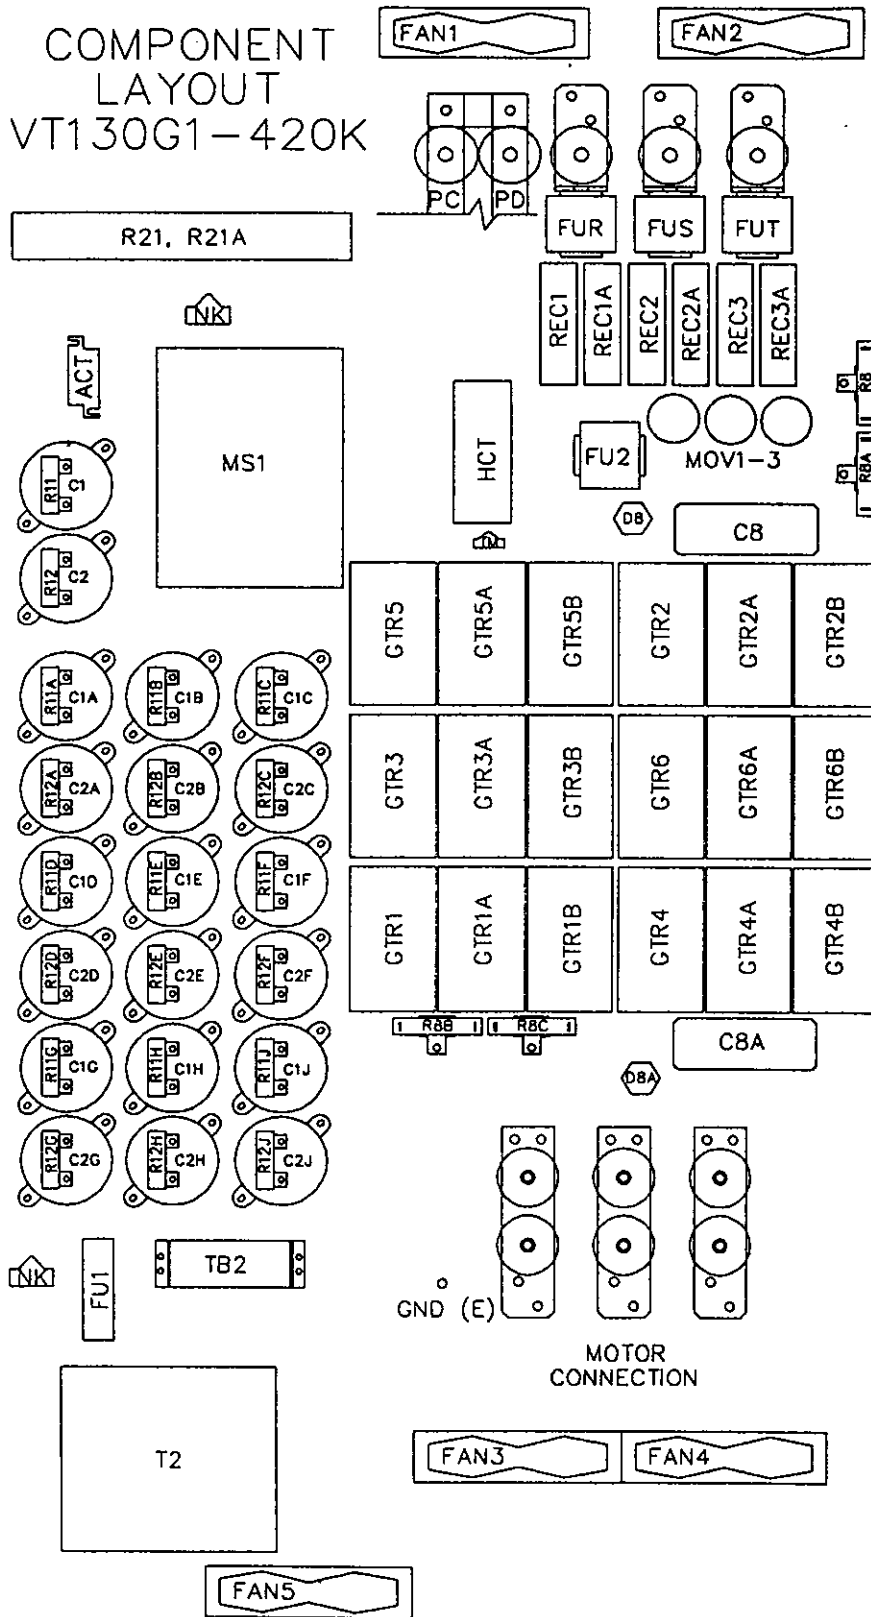 COMPONENT
LAYOUT
VT130G1-420K
FAN1
FAN2
PC
PD
FUR
FUS
FUT
R21, R21A
NK
REC1
REC1A
REC2
REC2A
REC3
REC3A
ACT
MS1
HCT
FU2
MOV1-3
R8
R8A
R11
C1
R12
C2
D8
C8
GTR5
GTR5A
GTR5B
GTR2
GTR2A
GTR2B
R11A
C1A
R11B
C1B
R11C
C1C
GTR3
GTR3A
GTR3B
GTR6
GTR6A
GTR6B
R12A
C2A
R12B
C2B
R12C
C2C
R11D
C1D
R11E
C1E
R11F
C1F
GTR1
GTR1A
GTR1B
GTR4
GTR4A
GTR4B
R12D
C2D
R12E
C2E
R12F
C2F
R8B
R8C
C8A
R11G
C1G
R11H
C1H
R11J
C1J
D8A
R12G
C2G
R12H
C2H
R12J
C2J
NK
FU1
TB2
GND (E)
MOTOR
CONNECTION
T2
FAN3
FAN4
FAN5